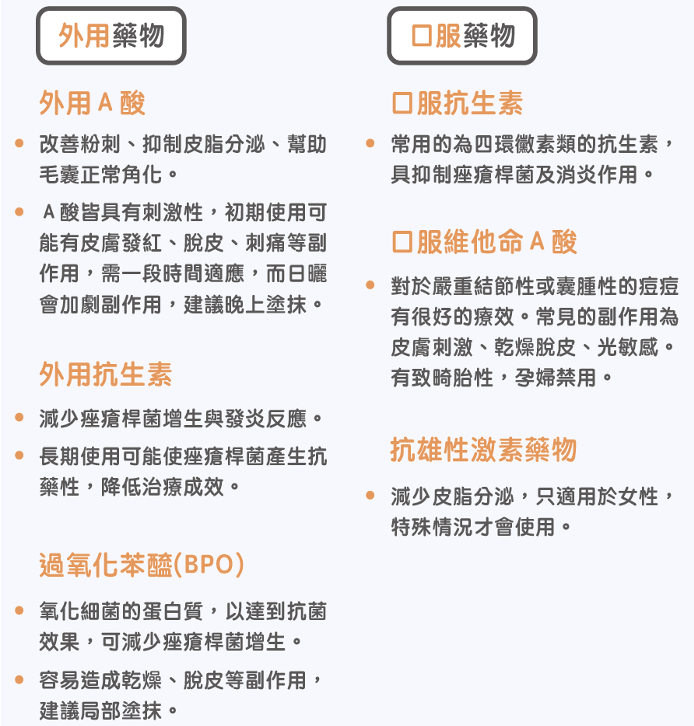 外用藥物
外用A酸
改善粉刺、抑制皮脂分泌、幫助
毛囊正常角化。
A酸皆具有刺激性，初期使用可
能有皮膚發紅、脫皮、刺痛等副
作用，需一段時間適應，而日曬
會加劇副作用，建議晚上塗抹。
外用抗生素
減少痤瘡桿菌增生與發炎反應。
長期使用可能使痤瘡桿菌產生抗
藥性，降低治療成效。
過氧化苯醯(BPO)
氧化細菌的蛋白質，以達到抗菌
效果，可減少痤瘡桿菌增生。
容易造成乾燥、脫皮等副作用，
建議局部塗抹。
口服藥物
口服抗生素
常用的為四環黴素類的抗生素，
具抑制痤瘡桿菌及消炎作用。
口服維他命A酸
對於嚴重結節性或囊腫性的痘痘
有很好的療效。常見的副作用為
皮膚刺激、乾燥脫皮、光敏感。
有致畸胎性，孕婦禁用。
抗雄性激素藥物
減少皮脂分泌，只適用於女性，
特殊情況才會使用。